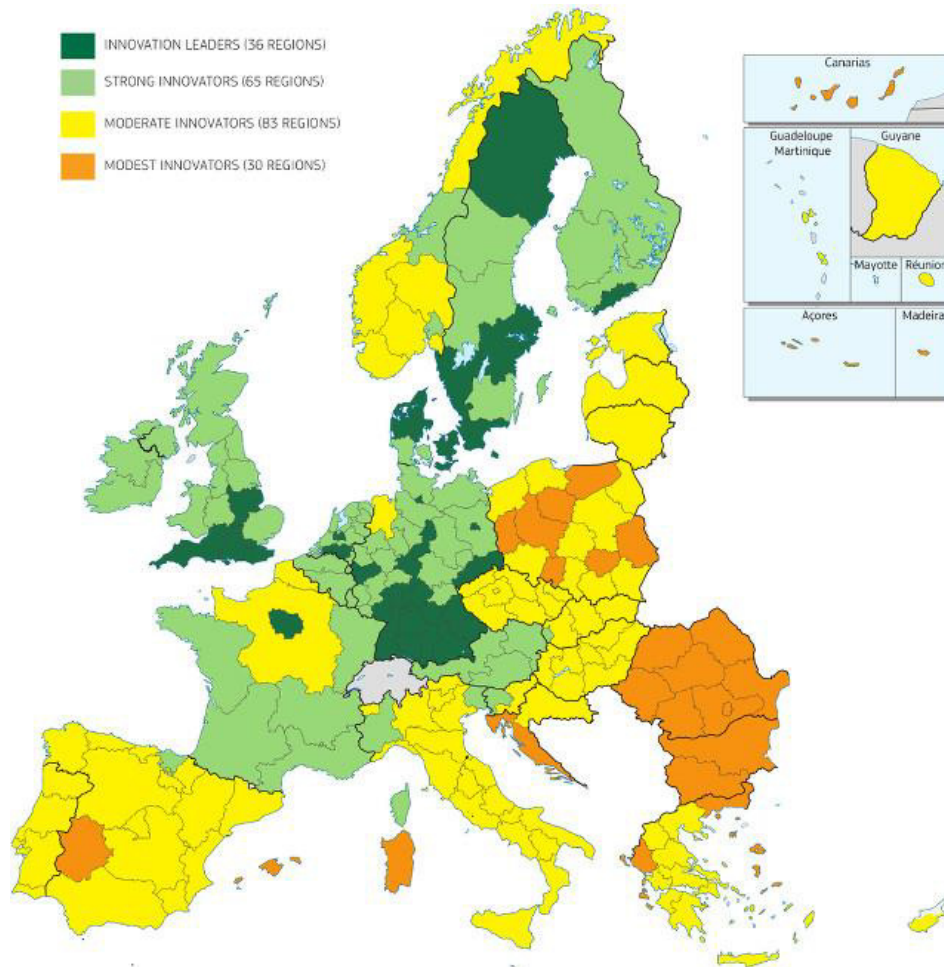 INNOVATION LEADERS (36 REGIONS)
STRONG INNOVATORS (65 REGIONS)
MODERATE INNOVATORS (83 REGIONS)
MODEST INNOVATORS (30 REGIONS)
Canarias
Guadeloupe
Martinique
Guyane
Mayotte
Réunion
Açores
Madeira